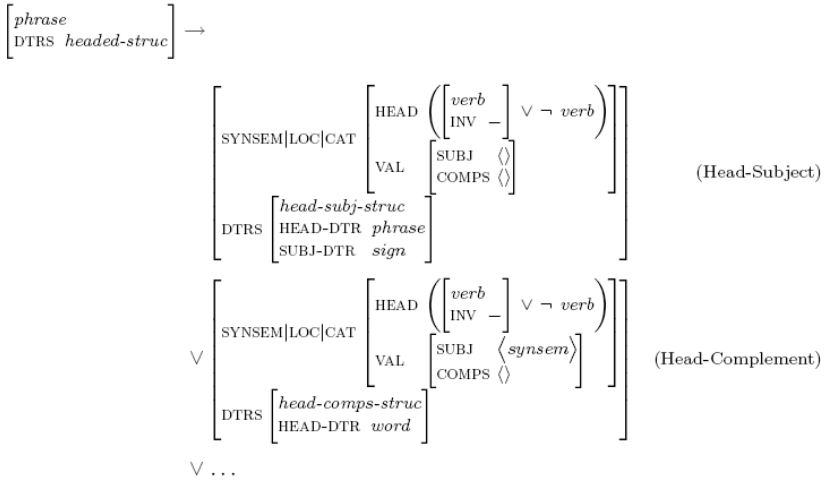 phrase
DTRS headed-struc →
SYNSEM|LOC|CAT
HEAD ([verb INV −] ∨ ¬ verb)
VAL [SUBJ ⟨⟩ COMPS ⟨⟩]
DTRS
head-subj-struc
HEAD-DTR phrase
SUBJ-DTR sign
(Head-Subject)
∨
SYNSEM|LOC|CAT
HEAD ([verb INV −] ∨ ¬ verb)
VAL [SUBJ ⟨synsem⟩ COMPS ⟨⟩]
DTRS
head-comps-struc
HEAD-DTR word
(Head-Complement)
∨ ...